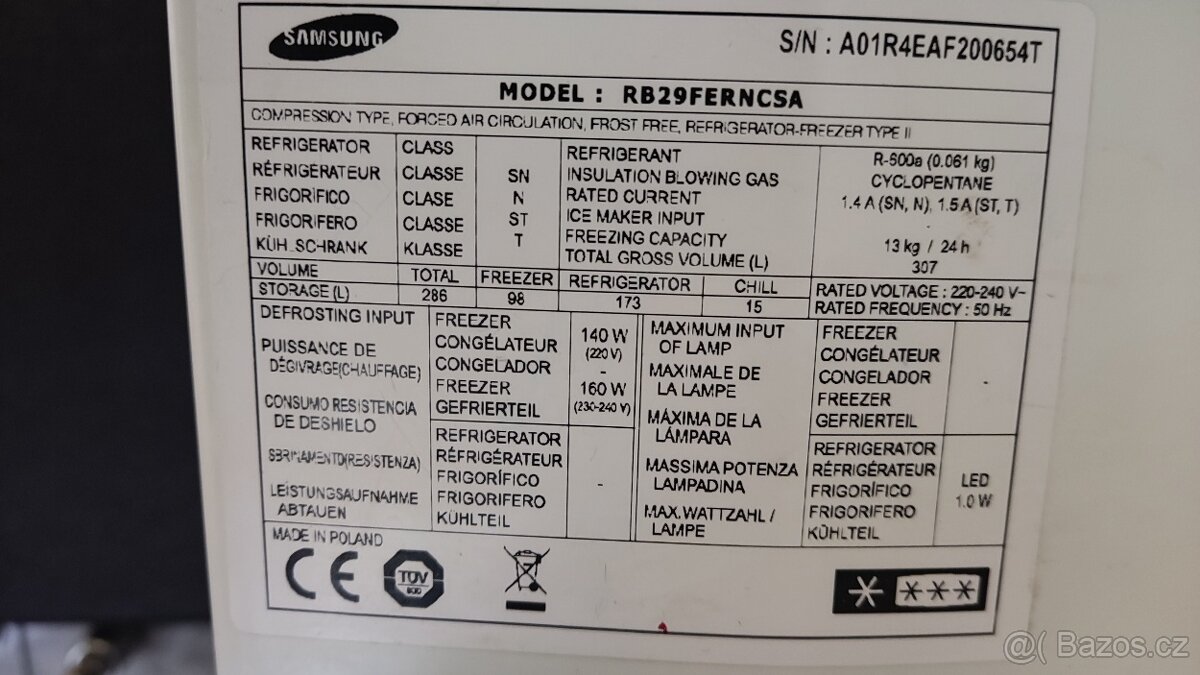 SAMSUNG
S/N : A01R4EAF200654T
MODEL : RB29FERNCSA
COMPRESSION TYPE, FORCED AIR CIRCULATION, FROST FREE, REFRIGERATOR-FREEZER TYPE II
REFRIGERATOR
RÉFRIGÉRATEUR
FRIGORÍFICO
FRIGORIFERO
KÜHLSCHRANK
CLASS
CLASSE
CLASE
CLASSE
KLASSE
SN
N
ST
T
REFRIGERANT
INSULATION BLOWING GAS
RATED CURRENT
ICE MAKER INPUT
FREEZING CAPACITY
TOTAL GROSS VOLUME (L)
R-600a (0.061 kg)
CYCLOPENTANE
1.4 A (SN, N), 1.5 A (ST, T)
13 kg / 24 h
307
VOLUME
STORAGE (L)
TOTAL
286
FREEZER
98
REFRIGERATOR
173
CHILL
15
RATED VOLTAGE : 220-240 V~
RATED FREQUENCY : 50 Hz
DEFROSTING INPUT
PUISSANCE DE
DÉGIVRAGE(CHAUFFAGE)
CONSUMO RESISTENCIA
DE DESHIELO
SBRINAMENTO(RESISTENZA)
LEISTUNGSAUFNAHME
ABTAUEN
FREEZER
CONGÉLATEUR
CONGELADOR
FREEZER
GEFRIERTEIL
140 W
(220 V)
-
160 W
(230-240 V)
REFRIGERATOR
RÉFRIGÉRATEUR
FRIGORÍFICO
FRIGORIFERO
KÜHLTEIL
-
MAXIMUM INPUT
OF LAMP
MAXIMALE DE
LA LAMPE
MÁXIMA DE LA
LÁMPARA
MASSIMA POTENZA
LAMPADINA
MAX.WATTZAHL /
LAMPE
FREEZER
CONGÉLATEUR
CONGELADOR
FREEZER
GEFRIERTEIL
-
REFRIGERATOR
RÉFRIGÉRATEUR
FRIGORÍFICO
FRIGORIFERO
KÜHLTEIL
LED
1.0 W
MADE IN POLAND
CE
TÜV
@( Bazos.cz